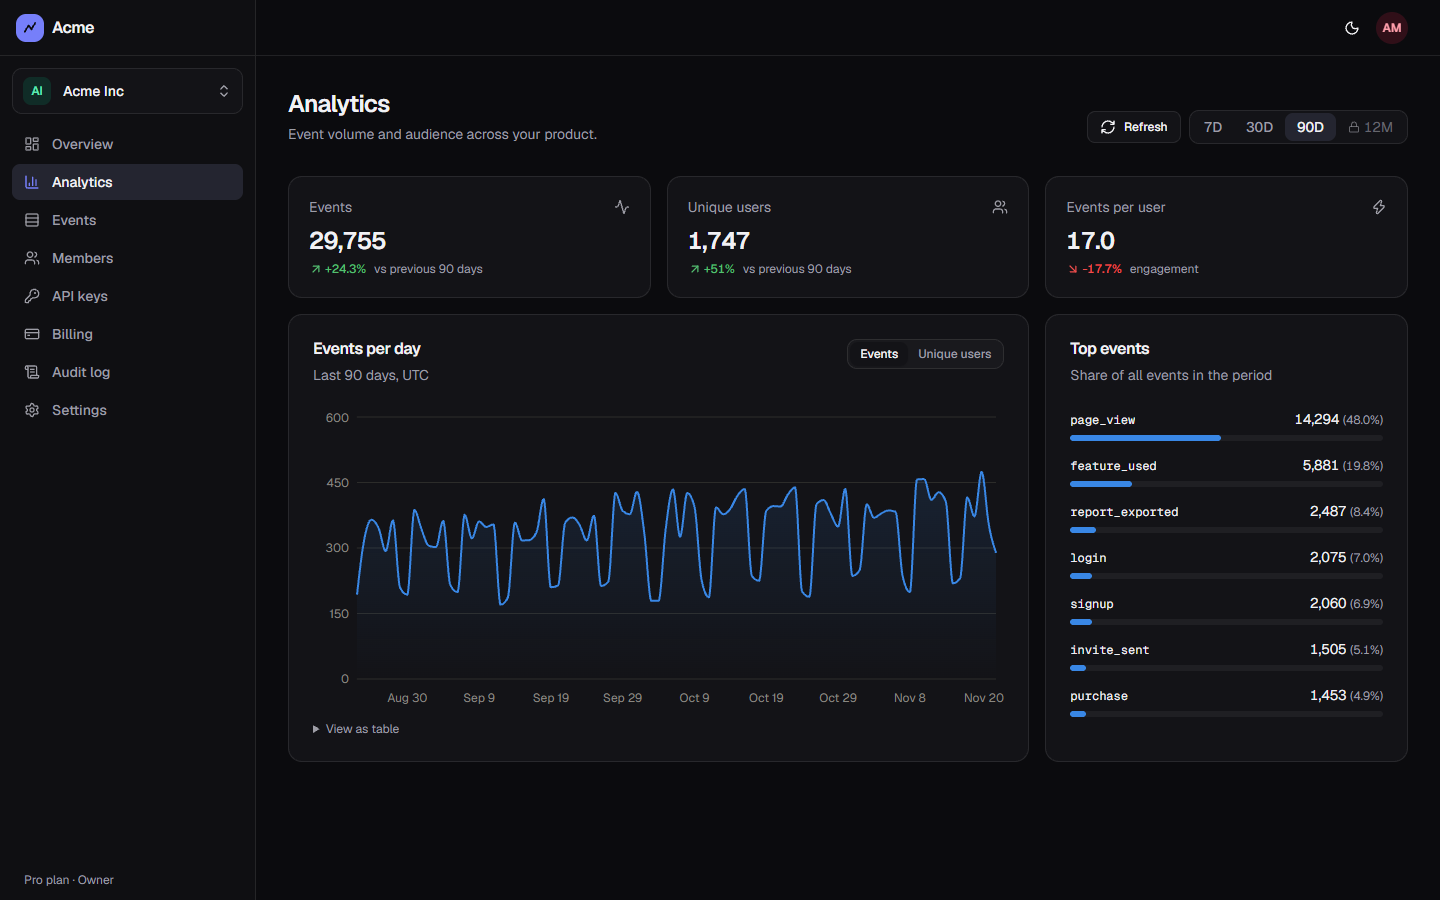 Acme
AM
AI
Acme Inc
Overview
Analytics
Events
Members
API keys
Billing
Audit log
Settings
Pro plan · Owner
Analytics
Event volume and audience across your product.
Refresh
7D 30D 90D 12M
Events
29,755
+24.3% vs previous 90 days
Unique users
1,747
+51% vs previous 90 days
Events per user
17.0
-17.7% engagement
Events per day
Last 90 days, UTC
Events Unique users
600
450
300
150
0
Aug 30 Sep 9 Sep 19 Sep 29 Oct 9 Oct 19 Oct 29 Nov 8 Nov 20
View as table
Top events
Share of all events in the period
page_view 14,294 (48.0%)
feature_used 5,881 (19.8%)
report_exported 2,487 (8.4%)
login 2,075 (7.0%)
signup 2,060 (6.9%)
invite_sent 1,505 (5.1%)
purchase 1,453 (4.9%)